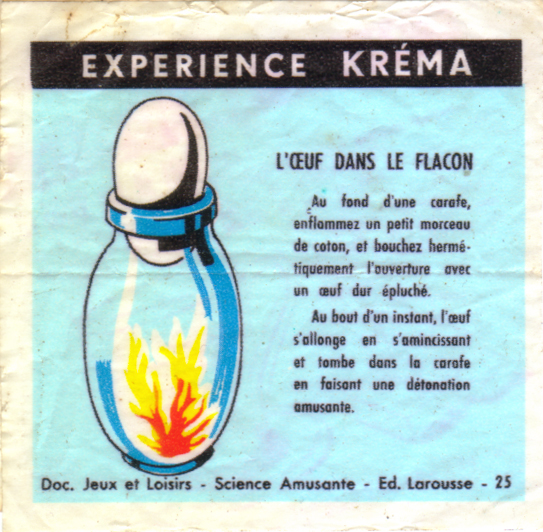 EXPERIENCE KRÉMA
L'ŒUF DANS LE FLACON
Au fond d'une carafe,
enflammez un petit morceau
de coton, et bouchez hermé-
tiquement l'ouverture avec
un œuf dur épluché.
Au bout d'un instant, l'œuf
s'allonge en s'amincissant
et tombe dans la carafe
en faisant une détonation
amusante.
Doc. Jeux et Loisirs - Science Amusante - Ed. Larousse - 25